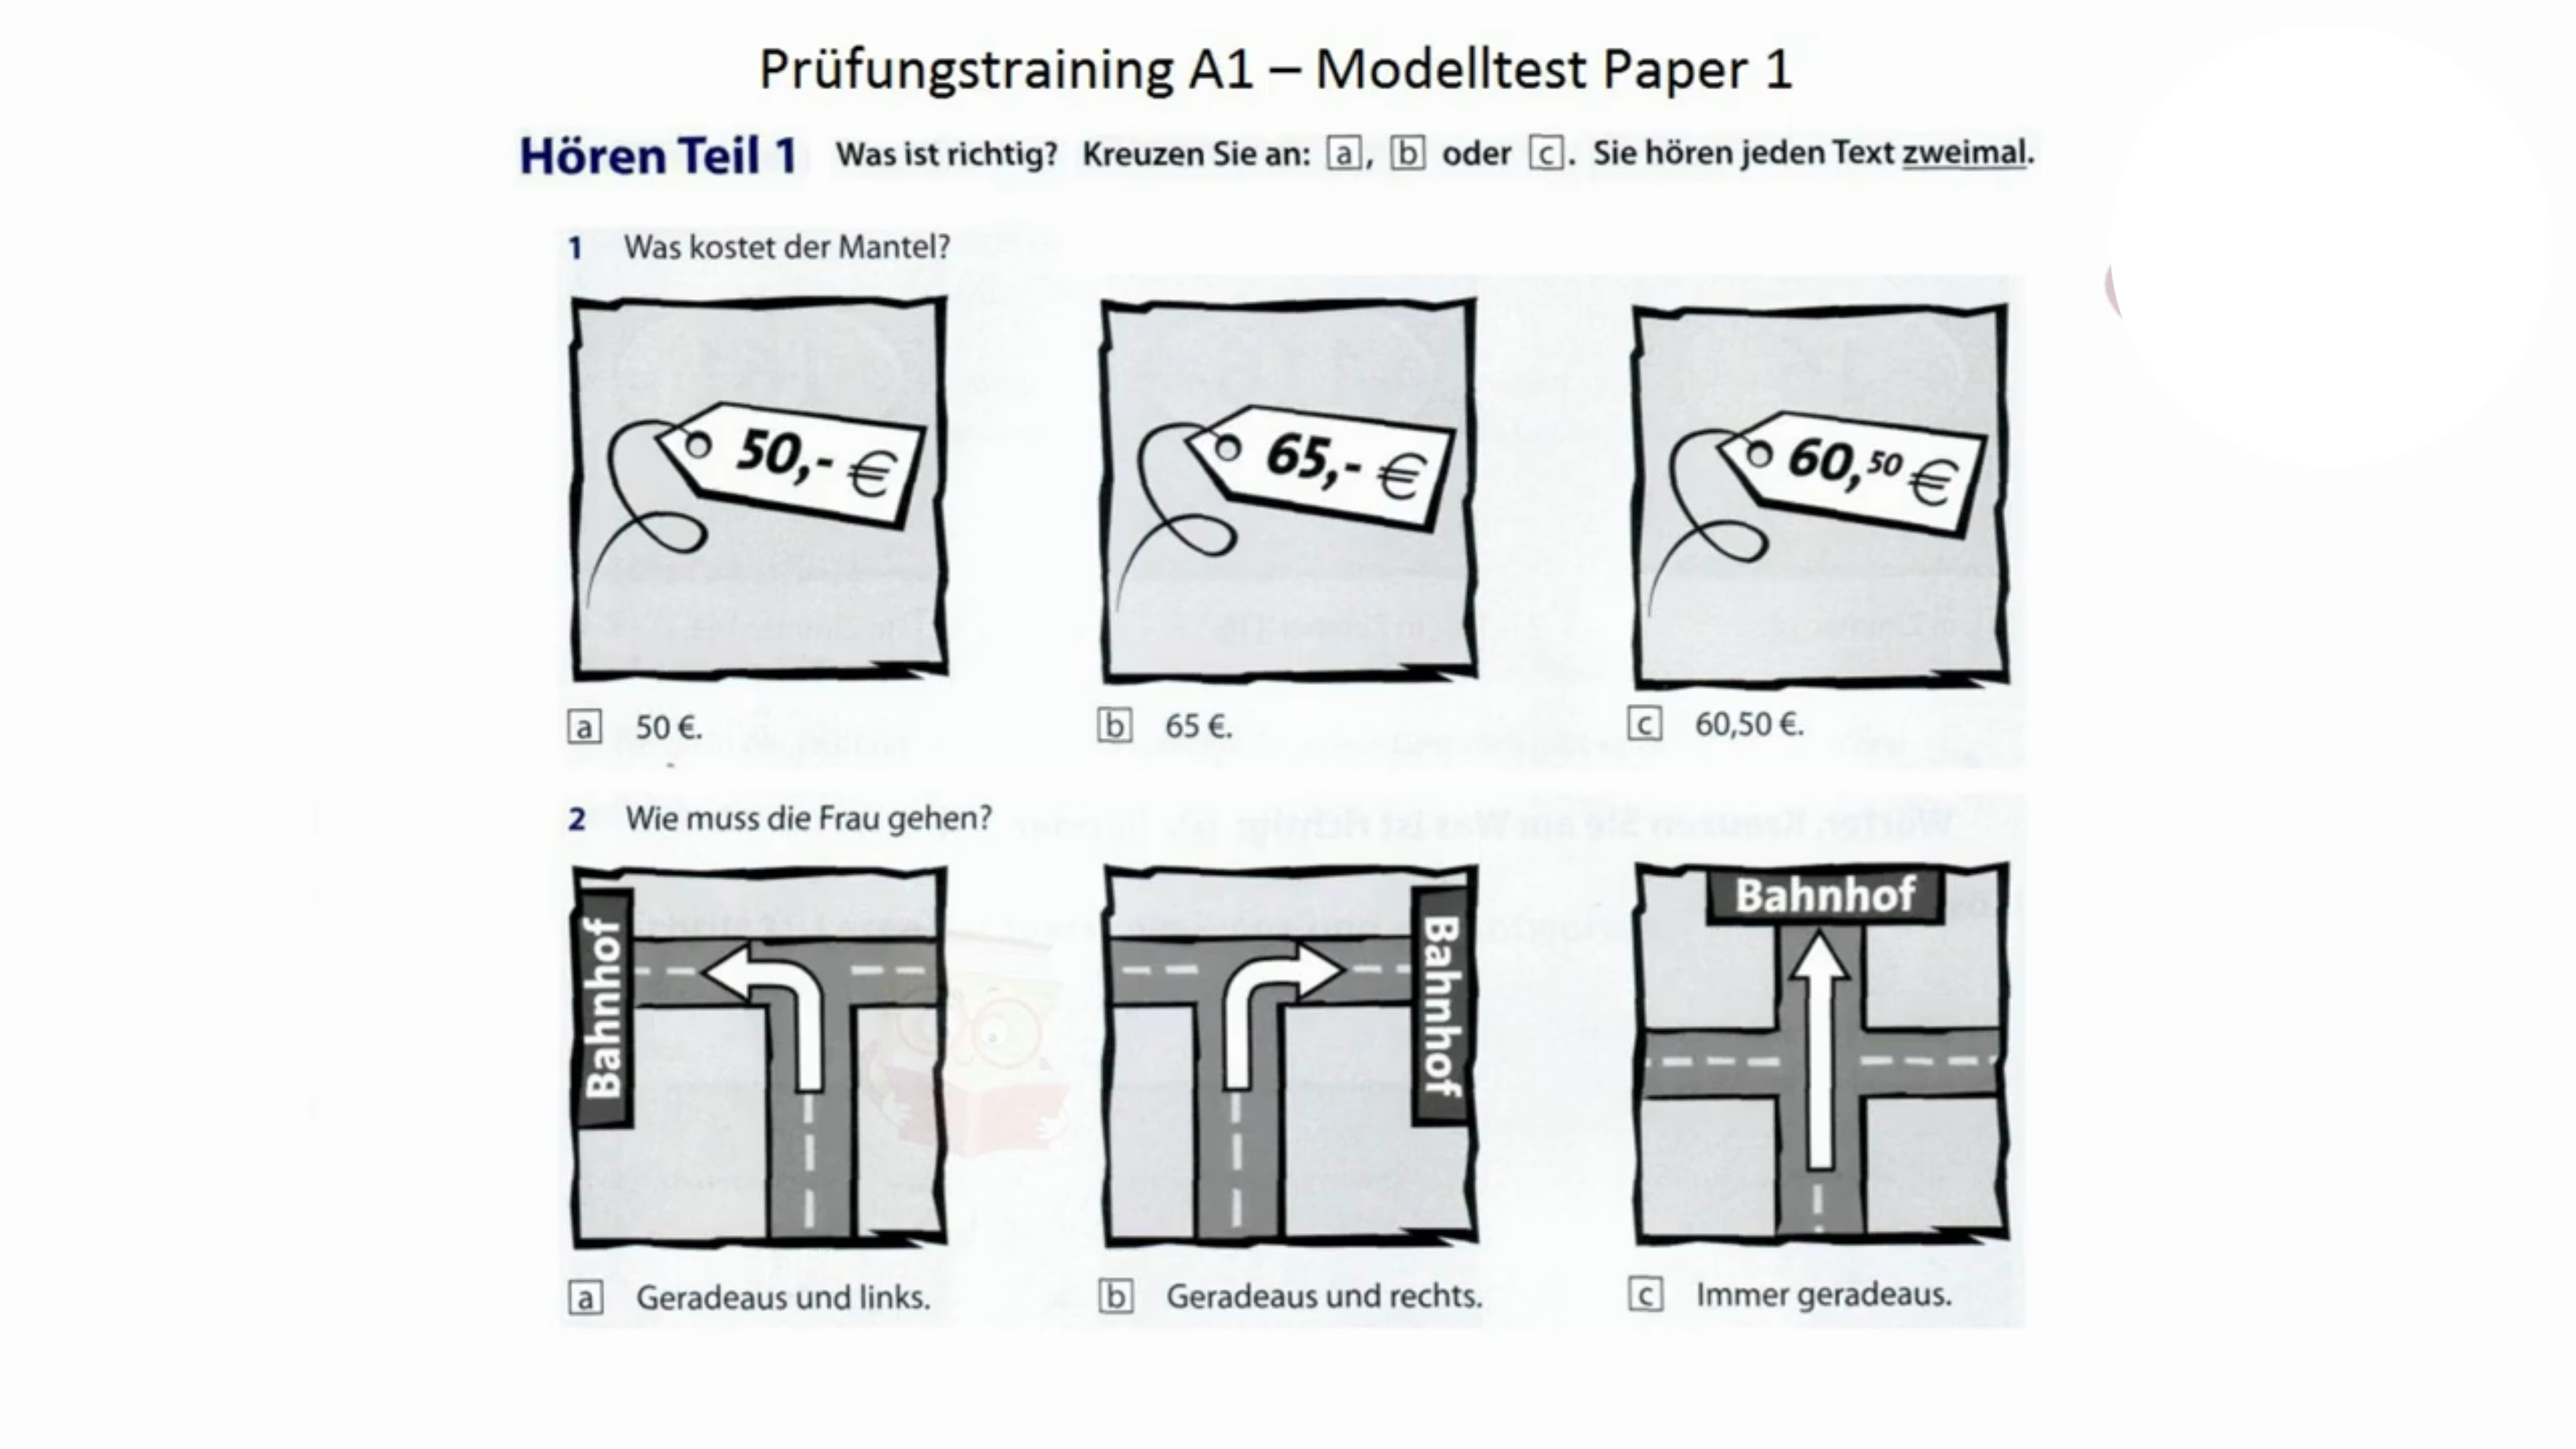 Prüfungstraining A1 – Modelltest Paper 1
Hören Teil 1 Was ist richtig? Kreuzen Sie an: a, b oder c. Sie hören jeden Text zweimal.
1 Was kostet der Mantel?
50,- €
65,- €
60,50 €
a 50 €.
b 65 €.
c 60,50 €.
2 Wie muss die Frau gehen?
Bahnhof
Bahnhof
Bahnhof
a Geradeaus und links.
b Geradeaus und rechts.
c Immer geradeaus.